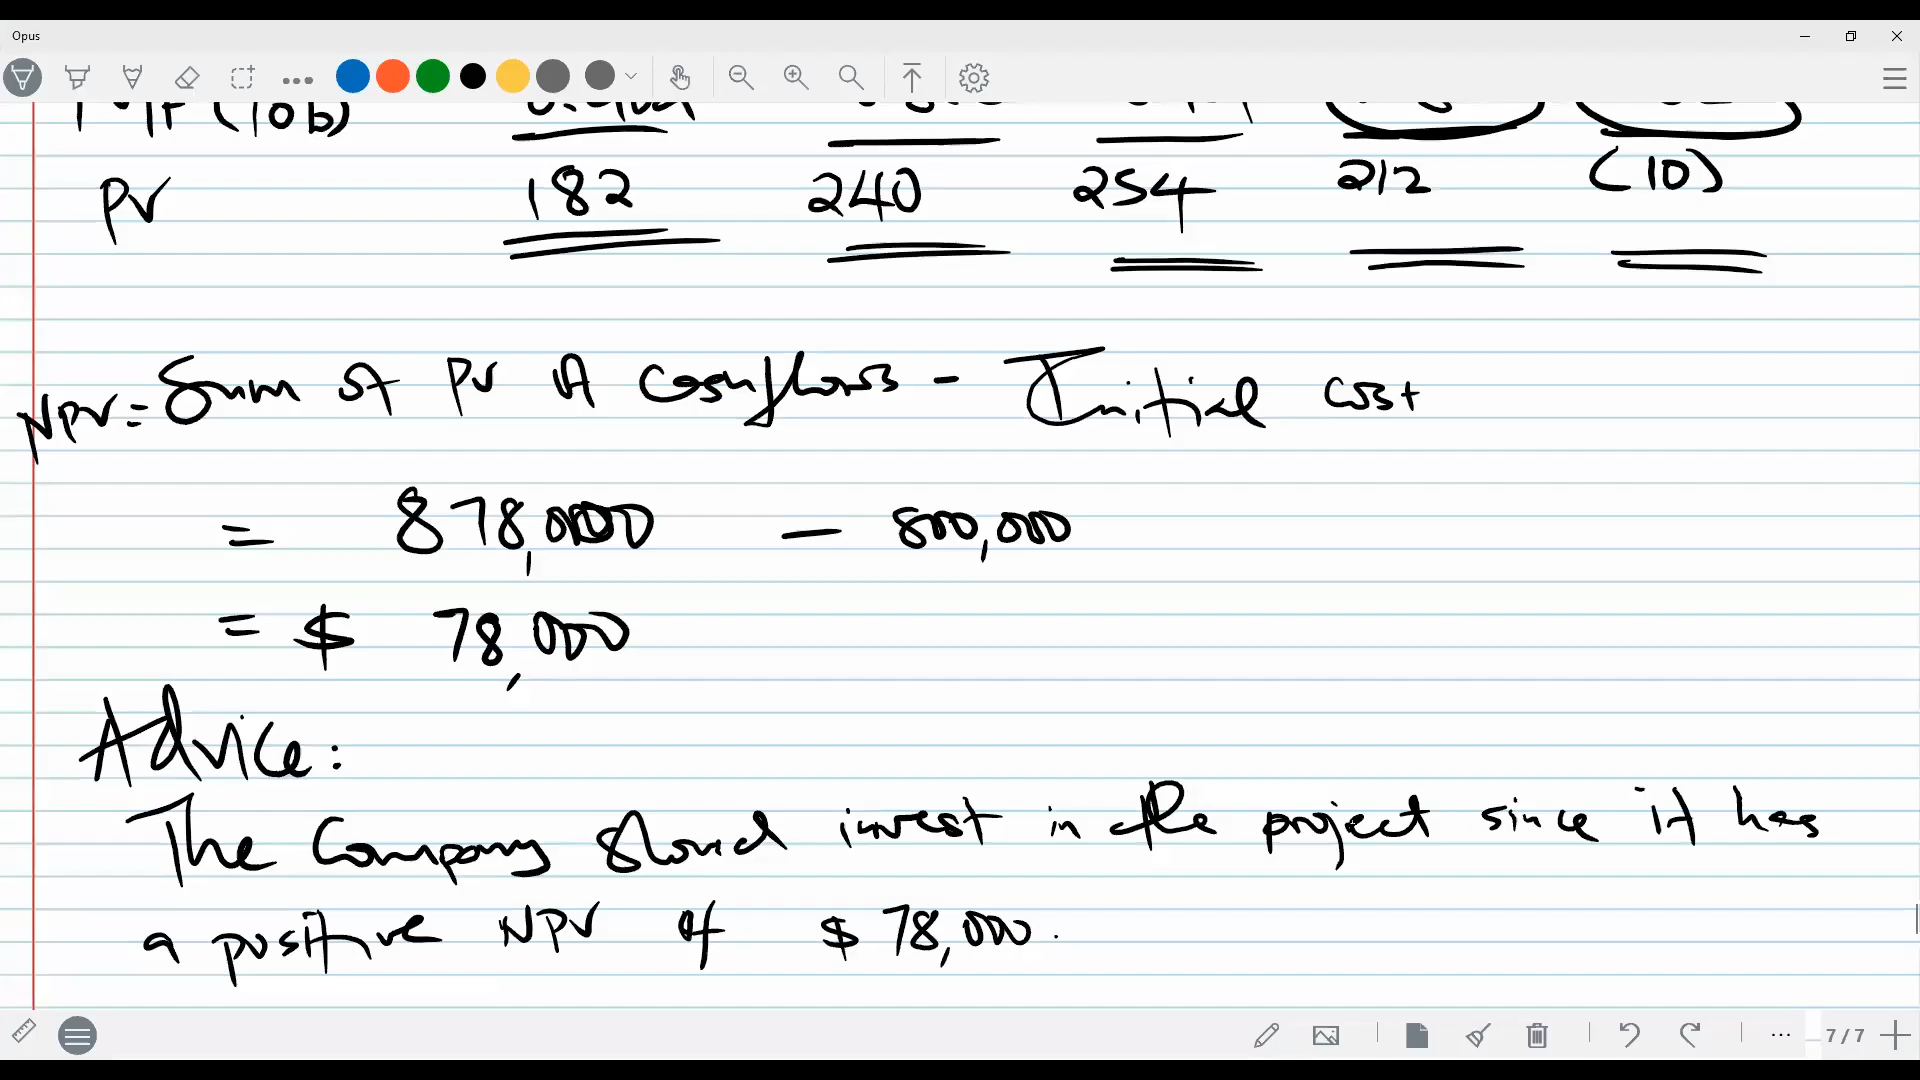 Opus
(10%)
PV 182 240 254 212 (10)
NPV = Sum of PV of Cashflows - Initial cost
= 878,000 - 800,000
= $ 78,000
Advice:
The Company should invest in the project since it has
a positive NPV of $ 78,000.
7 / 7